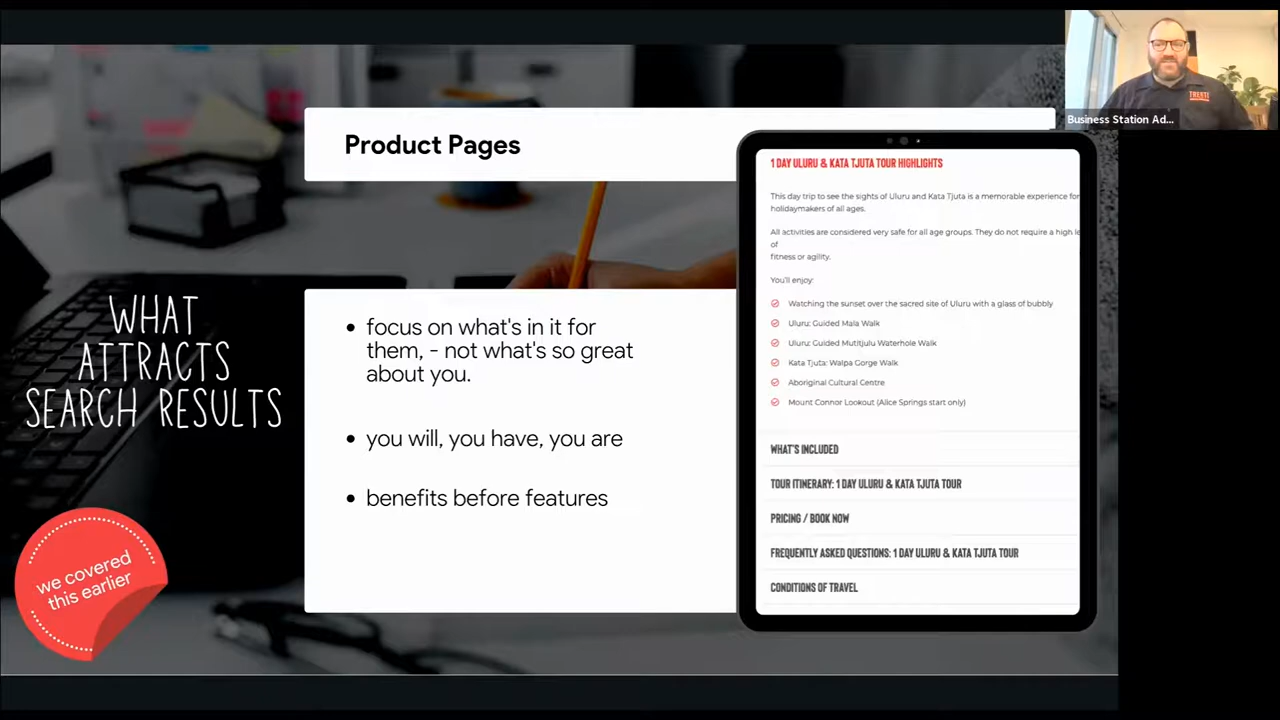 Business Station Ad...
Product Pages
WHAT
ATTRACTS
SEARCH RESULTS
we covered
this earlier
• focus on what's in it for
them, - not what's so great
about you.
• you will, you have, you are
• benefits before features
1 DAY ULURU & KATA TJUTA TOUR HIGHLIGHTS
This day trip to see the sights of Uluru and Kata Tjuta is a memorable experience for
holidaymakers of all ages.
All activities are considered very safe for all age groups. They do not require a high le
of
fitness or agility.
You'll enjoy:
Watching the sunset over the sacred site of Uluru with a glass of bubbly
Uluru: Guided Mala Walk
Uluru: Guided Mutitjulu Waterhole Walk
Kata Tjuta: Walpa Gorge Walk
Aboriginal Cultural Centre
Mount Connor Lookout (Alice Springs start only)
WHAT'S INCLUDED
TOUR ITINERARY: 1 DAY ULURU & KATA TJUTA TOUR
PRICING / BOOK NOW
FREQUENTLY ASKED QUESTIONS: 1 DAY ULURU & KATA TJUTA TOUR
CONDITIONS OF TRAVEL